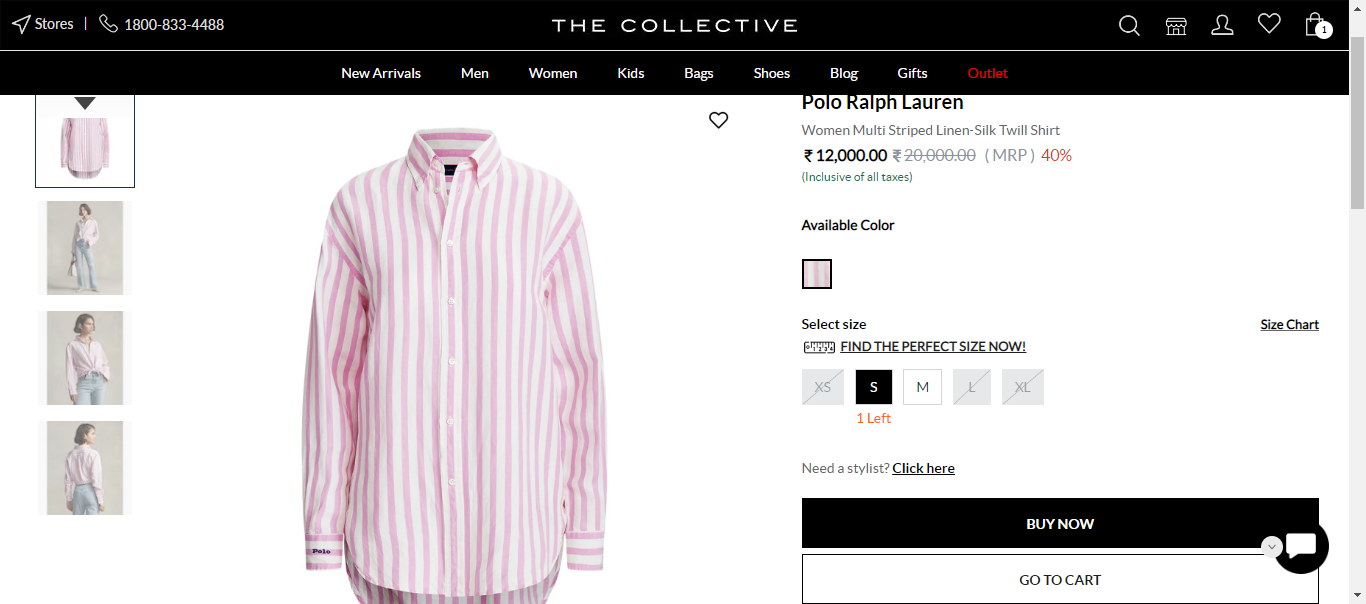 Stores | 1800-833-4488
THE COLLECTIVE
1
New Arrivals Men Women Kids Bags Shoes Blog Gifts Outlet
Polo Ralph Lauren
Women Multi Striped Linen-Silk Twill Shirt
₹ 12,000.00 ₹ 20,000.00 ( MRP ) 40%
(Inclusive of all taxes)
Available Color
Select size
Size Chart
FIND THE PERFECT SIZE NOW!
XS S M L XL
1 Left
Need a stylist? Click here
BUY NOW
GO TO CART
Polo